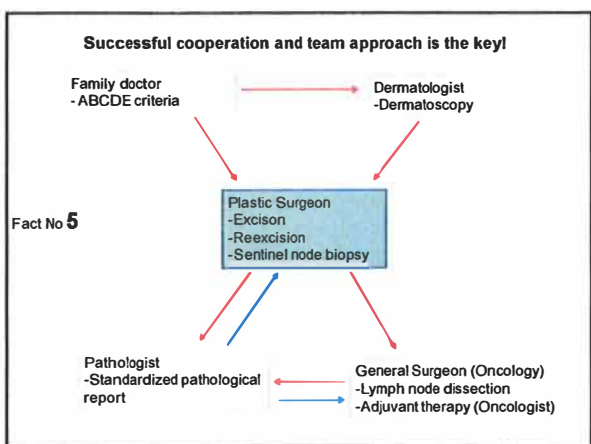 Successful cooperation and team approach is the key!
Family doctor
- ABCDE criteria
Dermatologist
-Dermatoscopy
Fact No 5
Plastic Surgeon
-Excison
-Reexcision
-Sentinel node biopsy
Pathologist
-Standardized pathological
report
General Surgeon (Oncology)
-Lymph node dissection
-Adjuvant therapy (Oncologist)